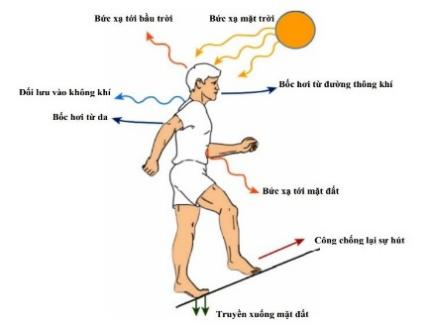 Bức xạ tới bầu trời
Bức xạ mặt trời
Bốc hơi từ đường thông khí
Đối lưu vào không khí
Bốc hơi từ da
Bức xạ tới mặt đất
Công chống lại sự hút
Truyền xuống mặt đất